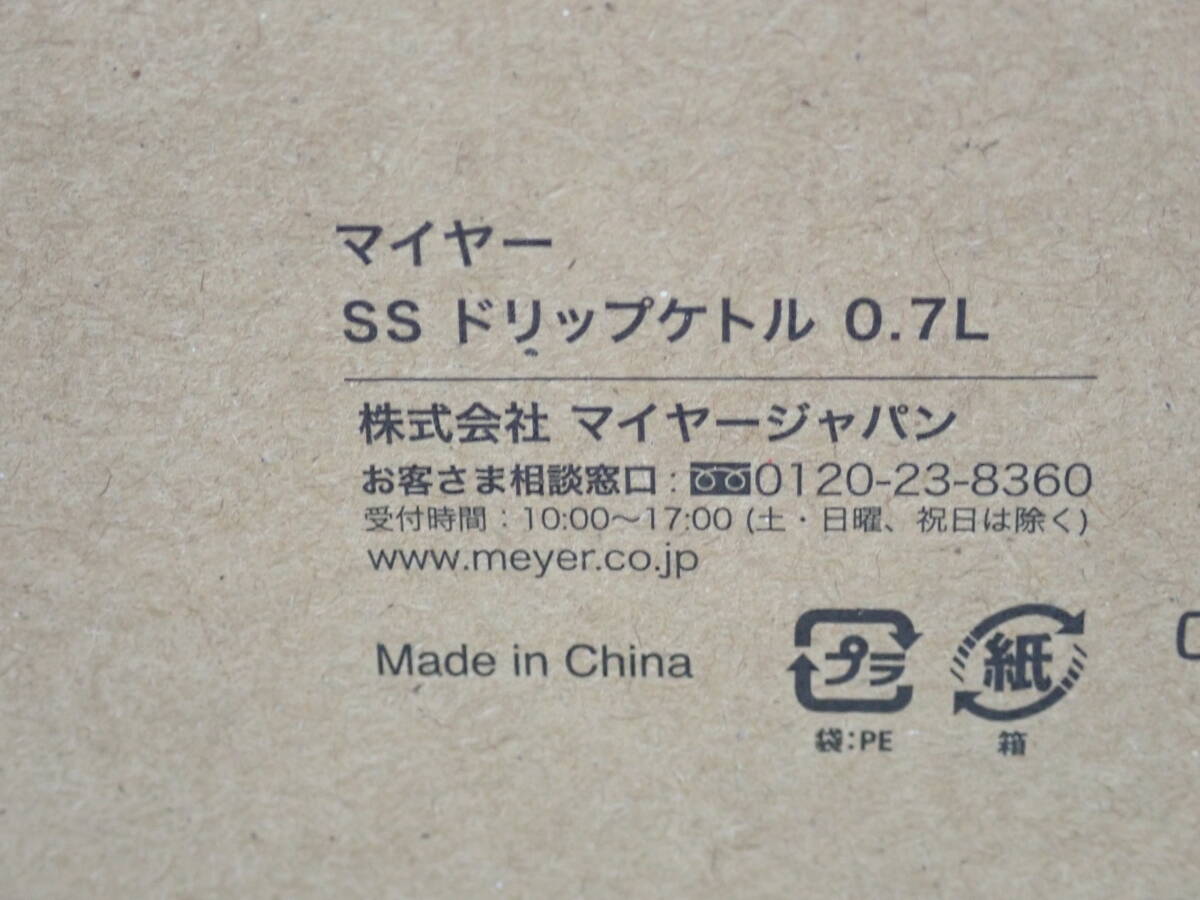 マイヤー
SS ドリップケトル 0.7L
株式会社 マイヤージャパン
お客さま相談窓口:0120-23-8360
受付時間:10:00〜17:00 (土・日曜、祝日は除く)
www.meyer.co.jp
Made in China
プラ
紙
袋:PE
箱